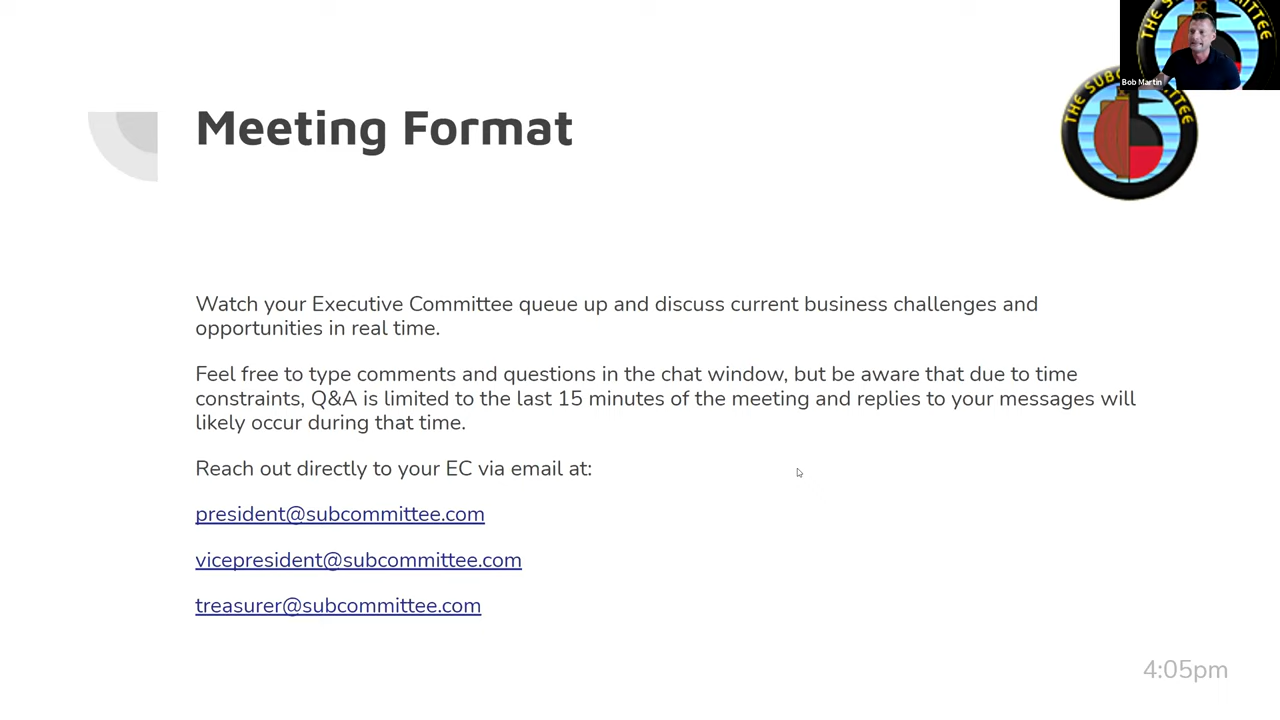 THE SUBCOMMITTEE
Bob Martin
THE SUBCOMMITTEE
Meeting Format
Watch your Executive Committee queue up and discuss current business challenges and
opportunities in real time.
Feel free to type comments and questions in the chat window, but be aware that due to time
constraints, Q&A is limited to the last 15 minutes of the meeting and replies to your messages will
likely occur during that time.
Reach out directly to your EC via email at:
president@subcommittee.com
vicepresident@subcommittee.com
treasurer@subcommittee.com
4:05pm